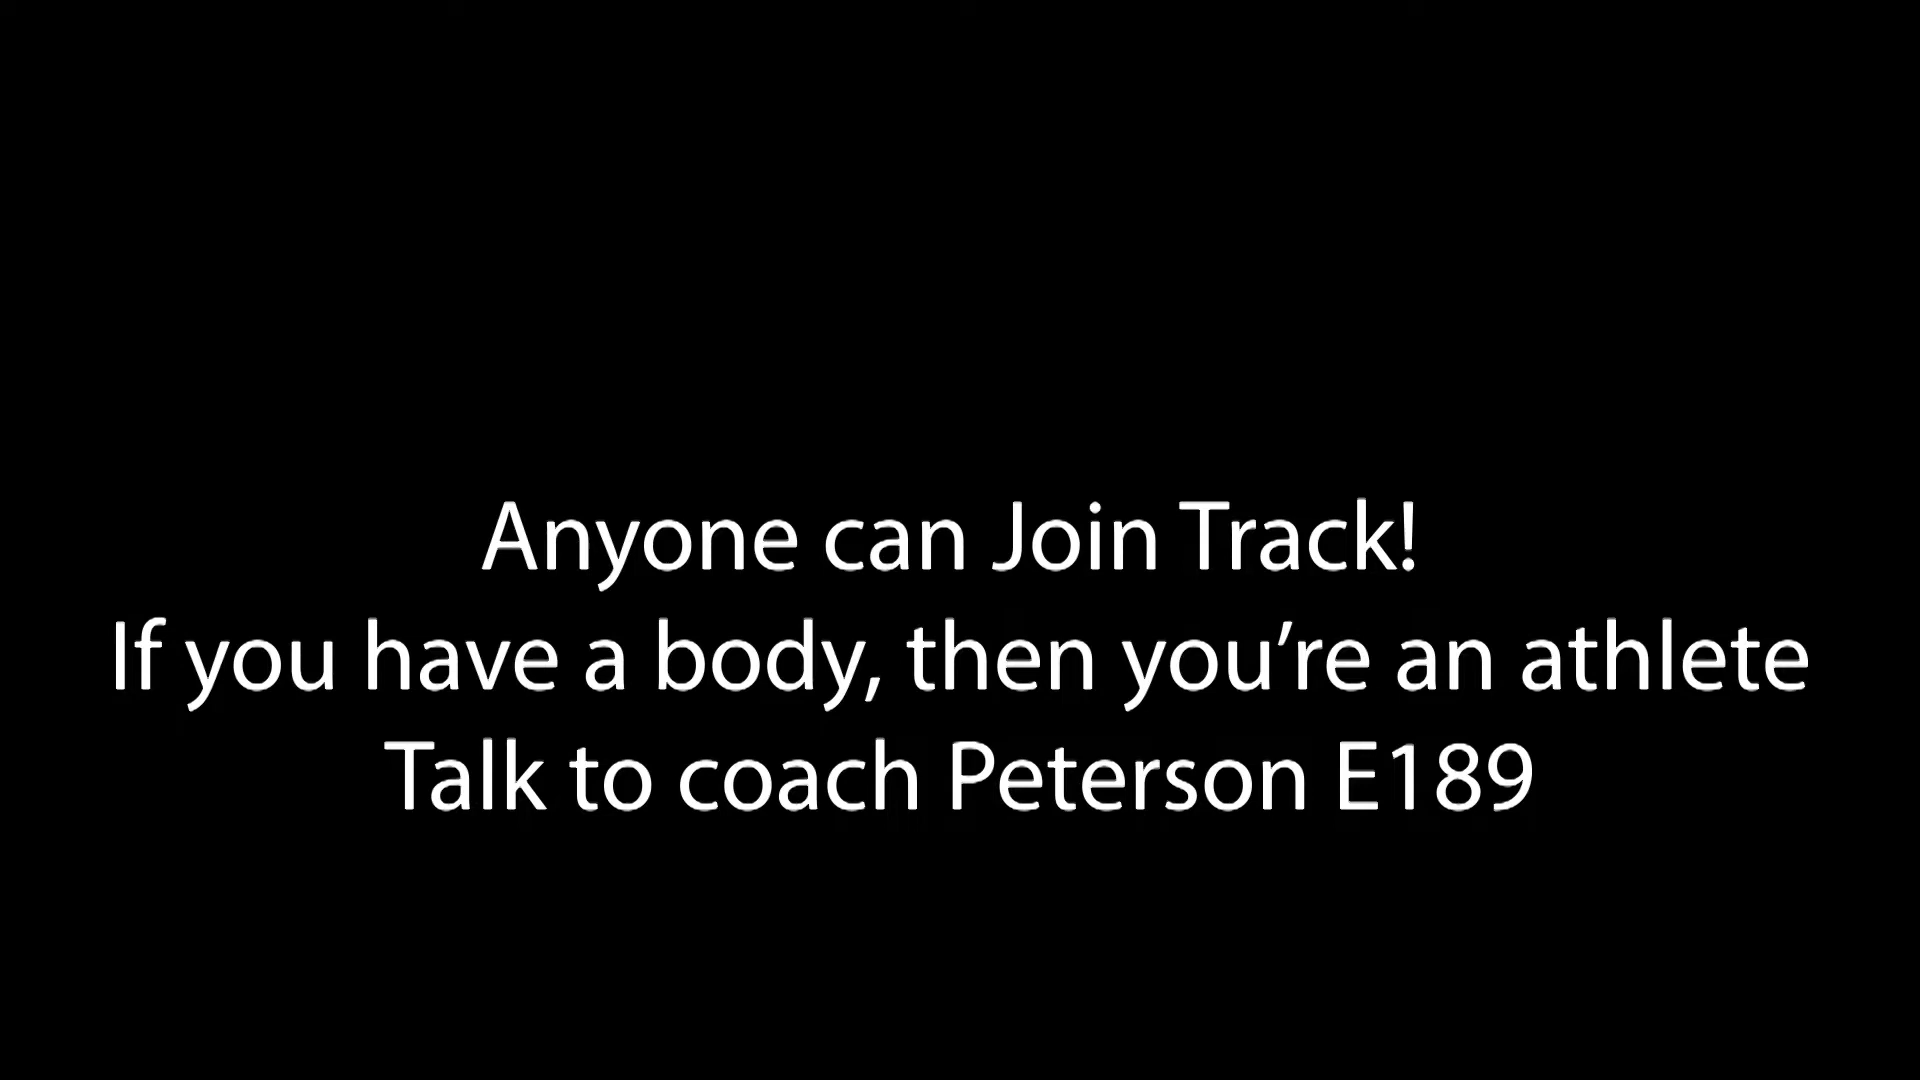 Anyone can Join Track!
If you have a body, then you’re an athlete
Talk to coach Peterson E189